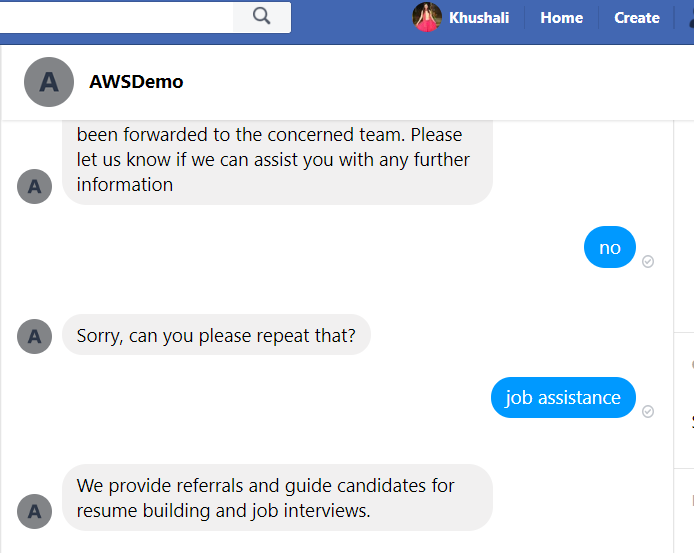 Khushali Home Create
A AWSDemo
been forwarded to the concerned team. Please
let us know if we can assist you with any further
A information
no
A Sorry, can you please repeat that?
job assistance
We provide referrals and guide candidates for
A resume building and job interviews.